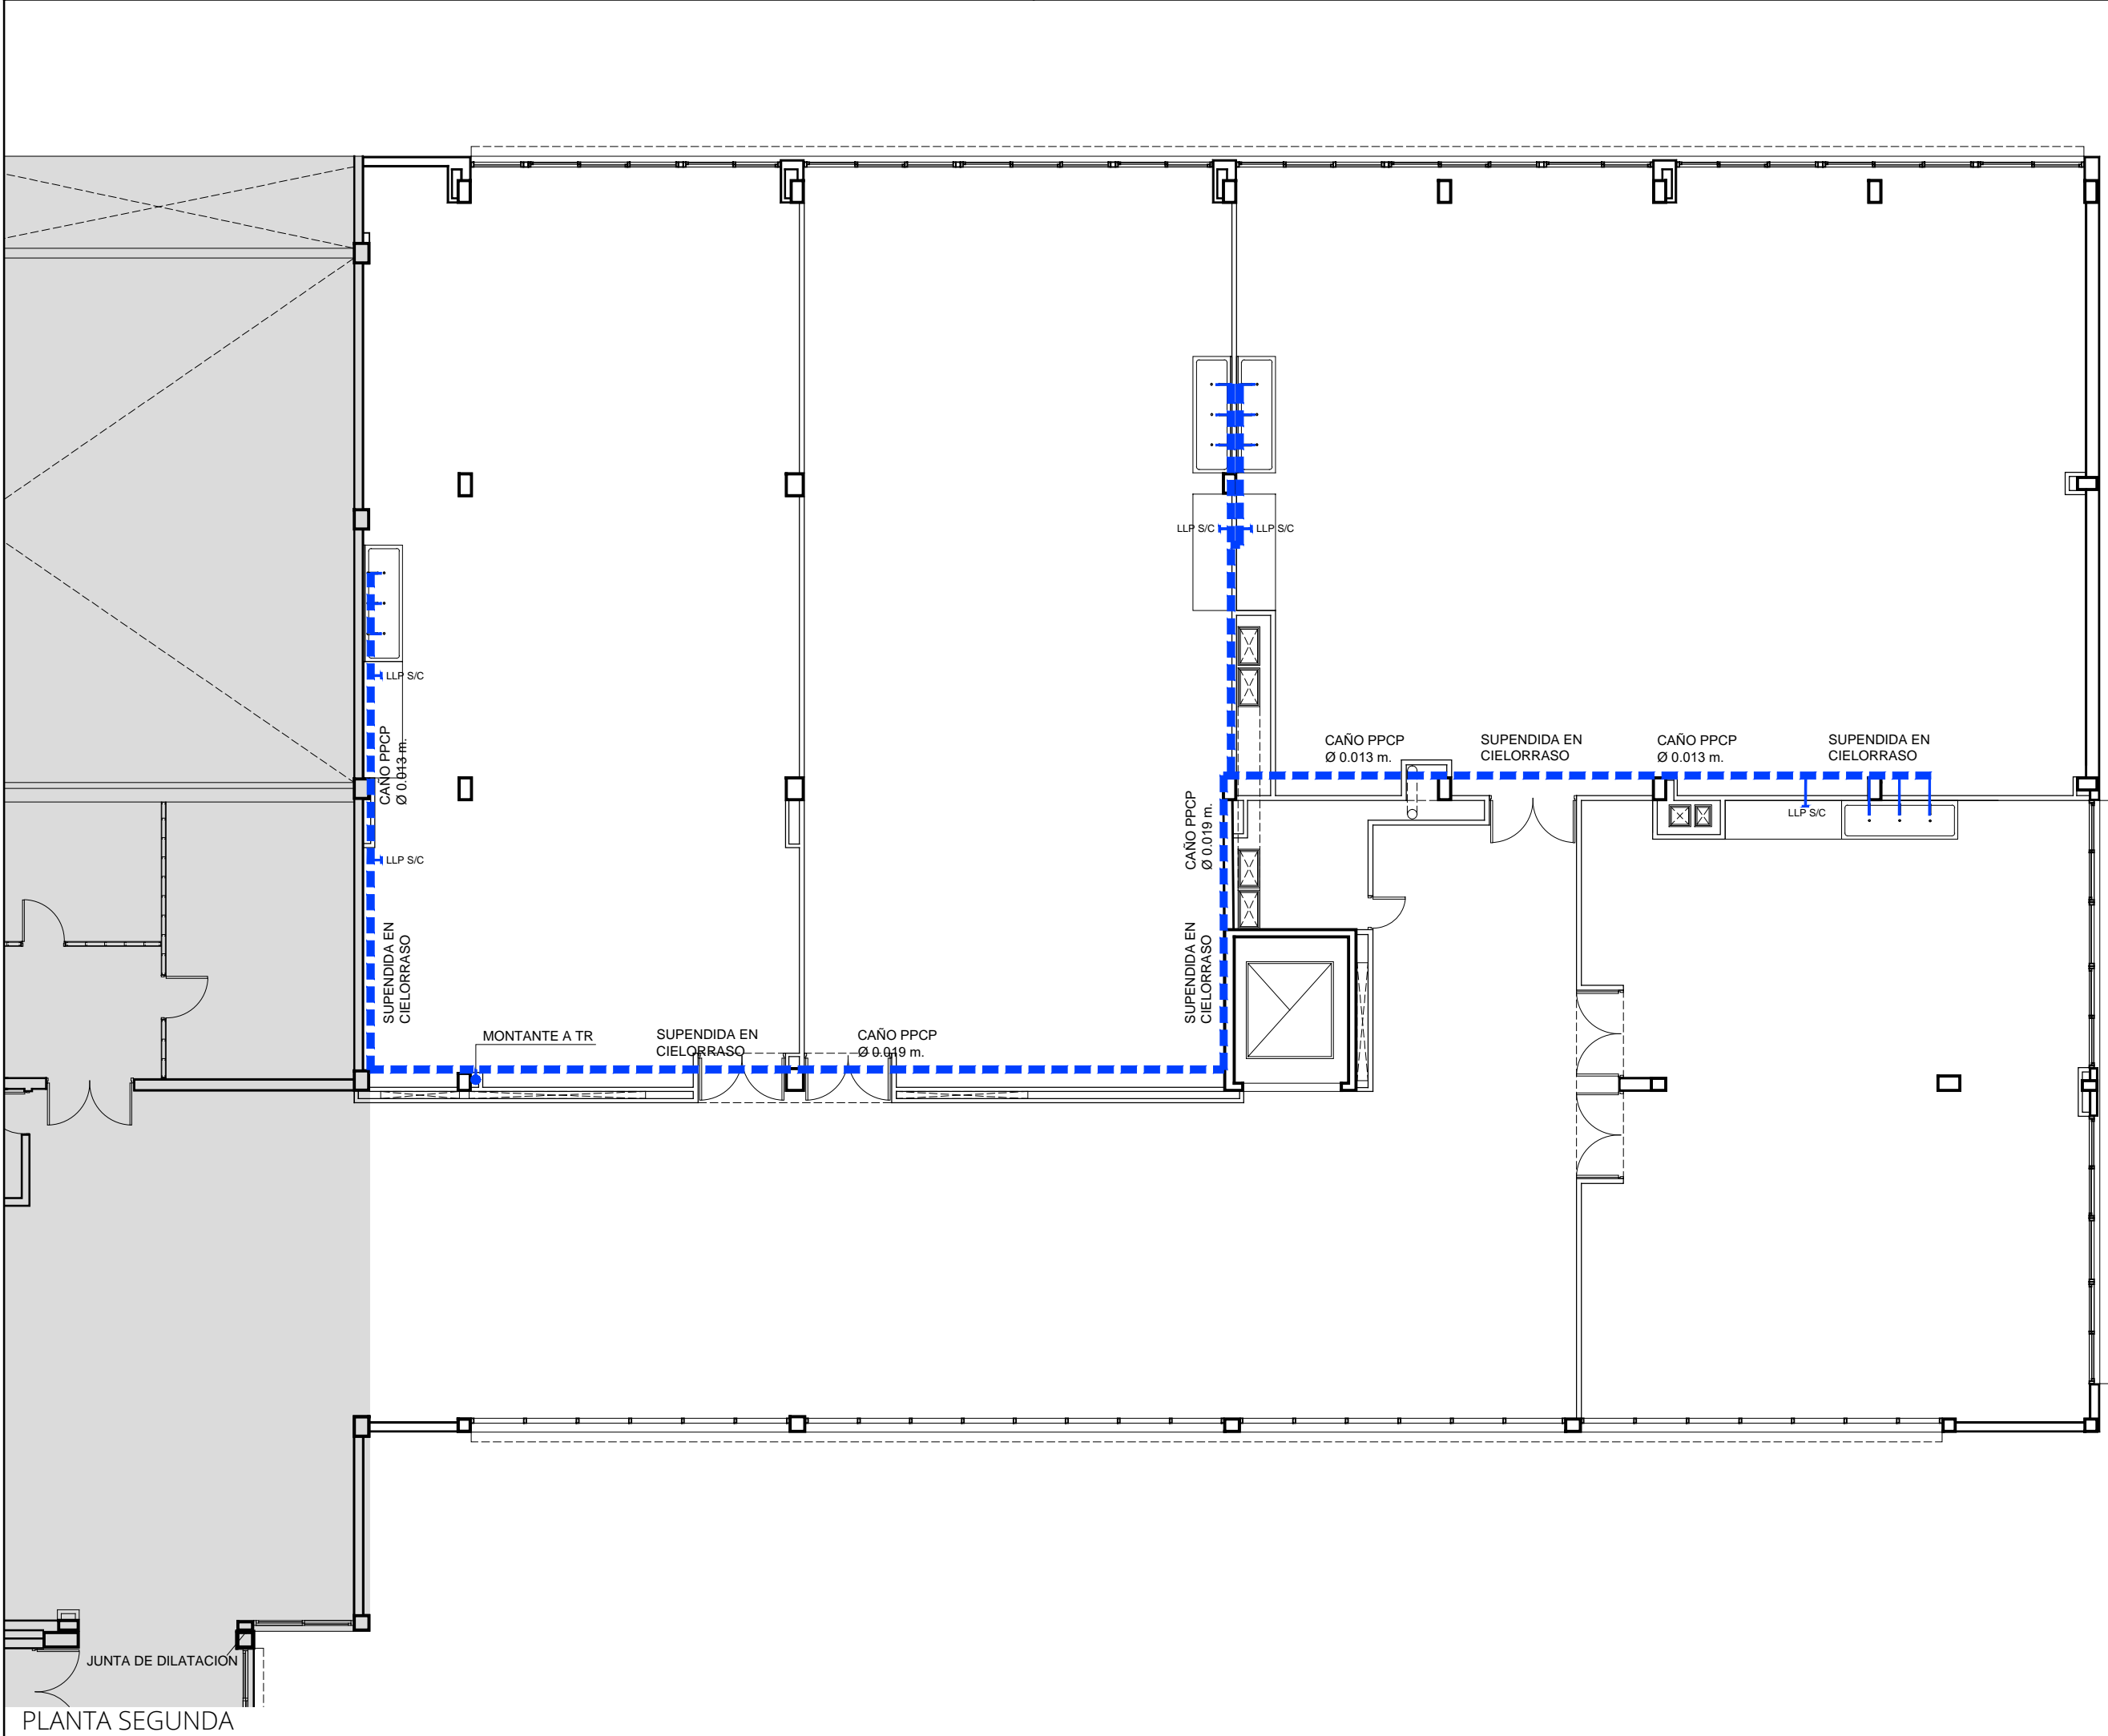 LLP S/C
LLP S/C
LLP S/C
CAÑO PPCP
Ø 0.013 m.
LLP S/C
SUPENDIDA EN
CIELORRASO
MONTANTE A TR
SUPENDIDA EN
CIELORRASO
CAÑO PPCP
Ø 0.019 m.
CAÑO PPCP
Ø 0.019 m.
SUPENDIDA EN
CIELORRASO
CAÑO PPCP
Ø 0.013 m.
SUPENDIDA EN
CIELORRASO
CAÑO PPCP
Ø 0.013 m.
SUPENDIDA EN
CIELORRASO
LLP S/C
JUNTA DE DILATACION
PLANTA SEGUNDA